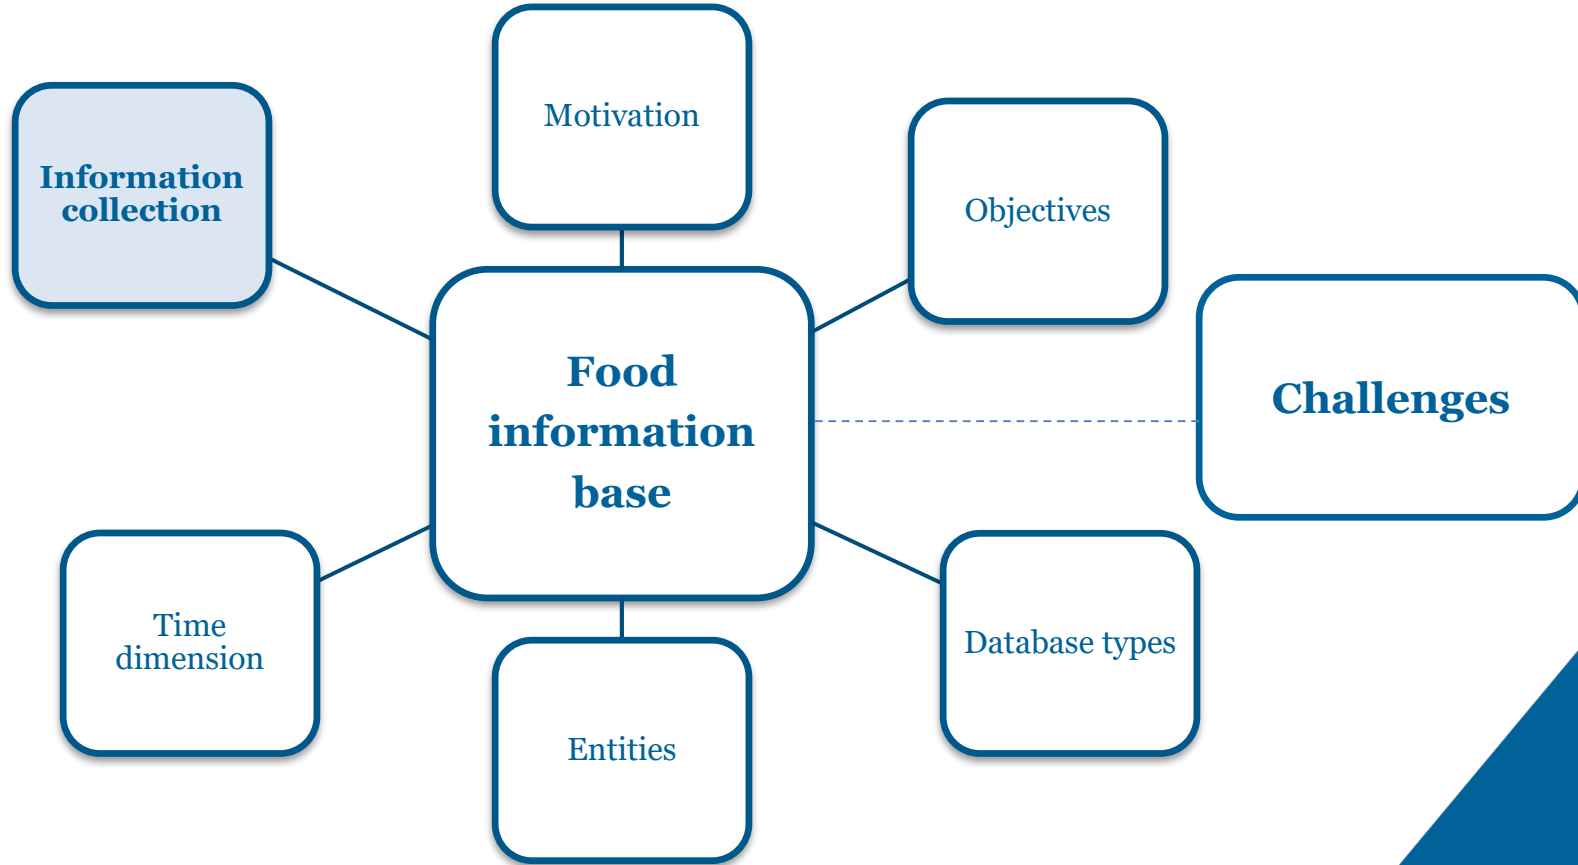 Motivation
Information
collection
Objectives
Food
information
base
Challenges
Time
dimension
Database types
Entities